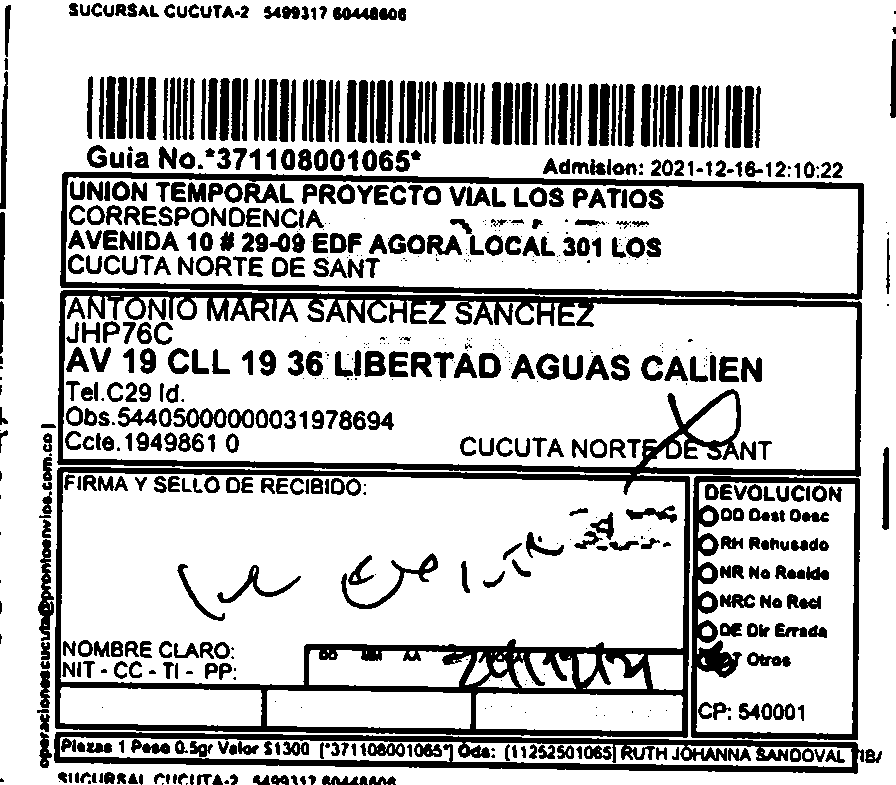 SUCURSAL CUCUTA-2 5499317 60448606
Guia No.*371108001065*
Admision: 2021-12-16-12:10:22
UNION TEMPORAL PROYECTO VIAL LOS PATIOS
CORRESPONDENCIA
AVENIDA 10 # 29-09 EDF AGORA LOCAL 301 LOS
CUCUTA NORTE DE SANT
ANTONIO MARIA SANCHEZ SANCHEZ
JHP76C
AV 19 CLL 19 36 LIBERTAD AGUAS CALIEN
Tel.C29 Id.
Obs.54405000000031978694
Ccte.1949861 0
CUCUTA NORTE DE SANT
operacionescucuta@prontoenvios.com.co |
FIRMA Y SELLO DE RECIBIDO:
DEVOLUCION
DD Dest Desc
RH Rehusado
NR No Reside
NRC No Recl
DE Dir Errada
OT Otros
NOMBRE CLARO:
NIT - CC - TI - PP:
DD MM AA
CP: 540001
Piezas 1 Peso 0.5gr Valor $1300 [*371108001065*] Ods: [11252501065] RUTH JOHANNA SANDOVAL
SUCURSAL CUCUTA-2 5499317 60448606